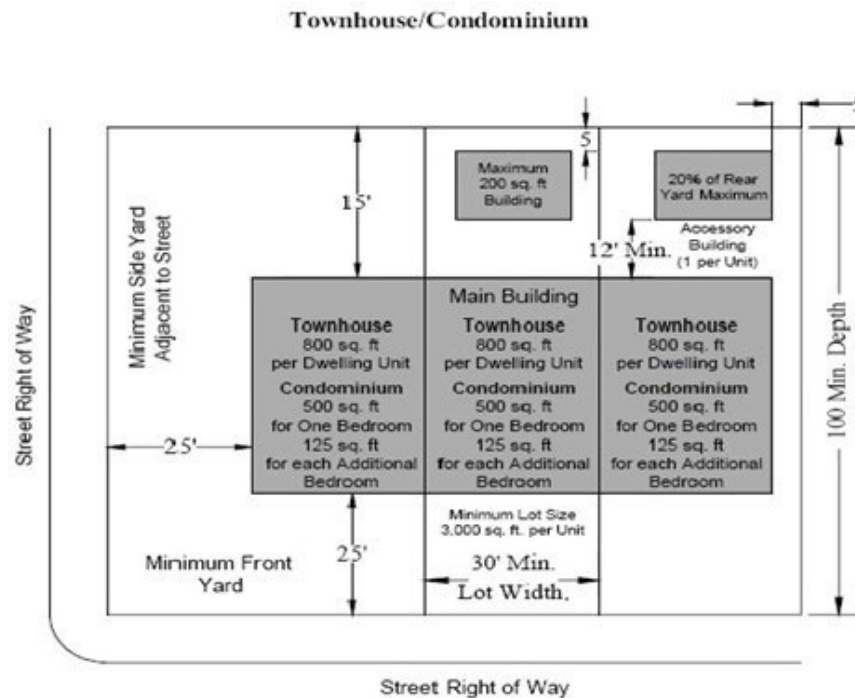 Townhouse/Condominium
5
Maximum
200 sq. ft
Building
20% of Rear
Yard Maximum
15'
Accessory
Building
(1 per Unit)
12' Min.
Minimum Side Yard
Adjacent to Street
Street Right of Way
Main Building
Townhouse
800 sq. ft
per Dwelling Unit
Condominium
500 sq. ft
for One Bedroom
125 sq. ft
for each Additional
Bedroom
Townhouse
800 sq. ft
per Dwelling Unit
Condominium
500 sq. ft
for One Bedroom
125 sq. ft
for each Additional
Bedroom
Townhouse
800 sq. ft
per Dwelling Unit
Condominium
500 sq. ft
for One Bedroom
125 sq. ft
for each Additional
Bedroom
100 Min. Depth
25'
25'
Minimum Front
Yard
Minimum Lot Size
3,000 sq. ft. per Unit
30' Min.
Lot Width,
Street Right of Way